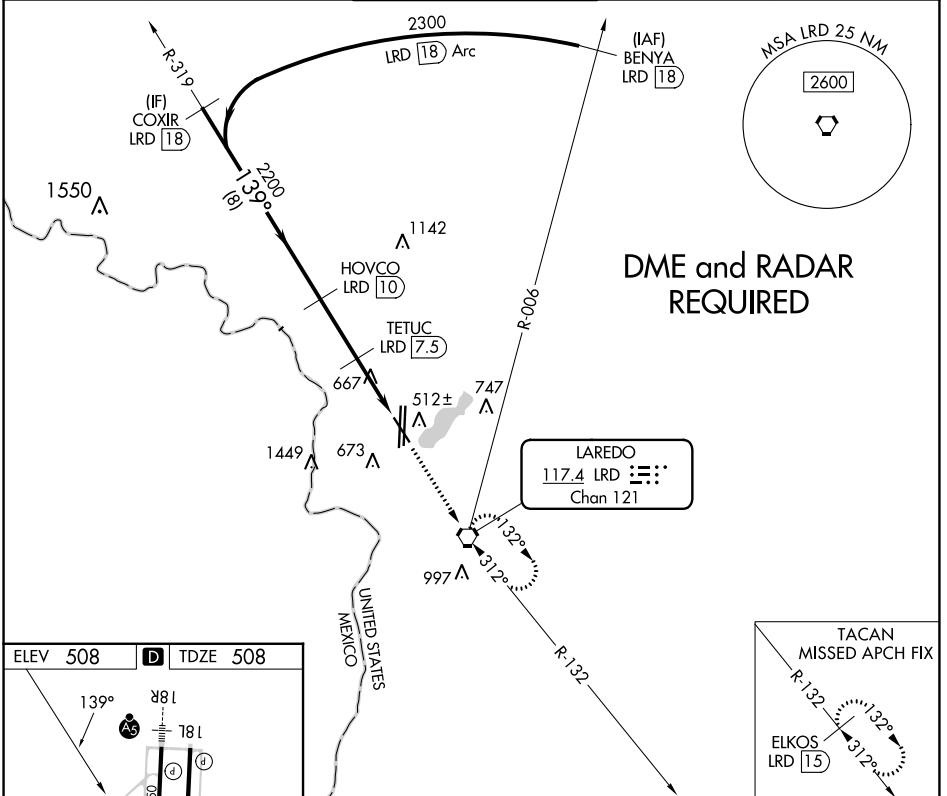 2300
LRD 18 Arc
(IAF)
BENYA
LRD 18
MSA LRD 25 NM
2600
R-319
(IF)
COXIR
LRD 18
2200
139°
(8)
1550
1142
HOVCO
LRD 10
DME and RADAR
REQUIRED
R-006
TETUC
LRD 7.5
667
512±
747
1449
673
LAREDO
117.4 LRD
Chan 121
132°
312°
997
UNITED STATES
MEXICO
R-132
ELEV 508
D
TDZE 508
139°
A5
18R
18L
P
P
TACAN
MISSED APCH FIX
R-132
132°
312°
ELKOS
LRD 15